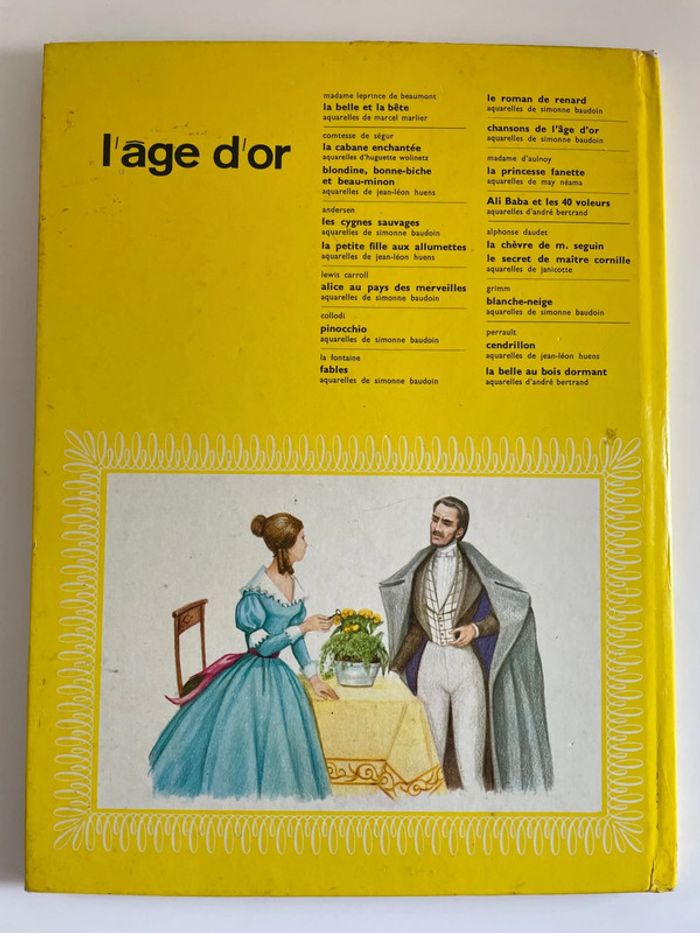 l'âge d'or
madame leprince de beaumont
la belle et la bête
aquarelles de marcel marlier
comtesse de ségur
la cabane enchantée
aquarelles d'huguette wolinetz
blondine, bonne-biche
et beau-minon
aquarelles de jean-léon huens
andersen
les cygnes sauvages
aquarelles de simonne baudoin
la petite fille aux allumettes
aquarelles de jean-léon huens
lewis carroll
alice au pays des merveilles
aquarelles de simonne baudoin
collodi
pinocchio
aquarelles de simonne baudoin
la fontaine
fables
aquarelles de simonne baudoin
le roman de renard
aquarelles de simonne baudoin
chansons de l'âge d'or
aquarelles de simonne baudoin
madame d'aulnoy
la princesse fanette
aquarelles de may néama
Ali Baba et les 40 voleurs
aquarelles d'andré bertrand
alphonse daudet
la chèvre de m. seguin
le secret de maître cornille
aquarelles de janicotte
grimm
blanche-neige
aquarelles de simonne baudoin
perrault
cendrillon
aquarelles de jean-léon huens
la belle au bois dormant
aquarelles d'andré bertrand